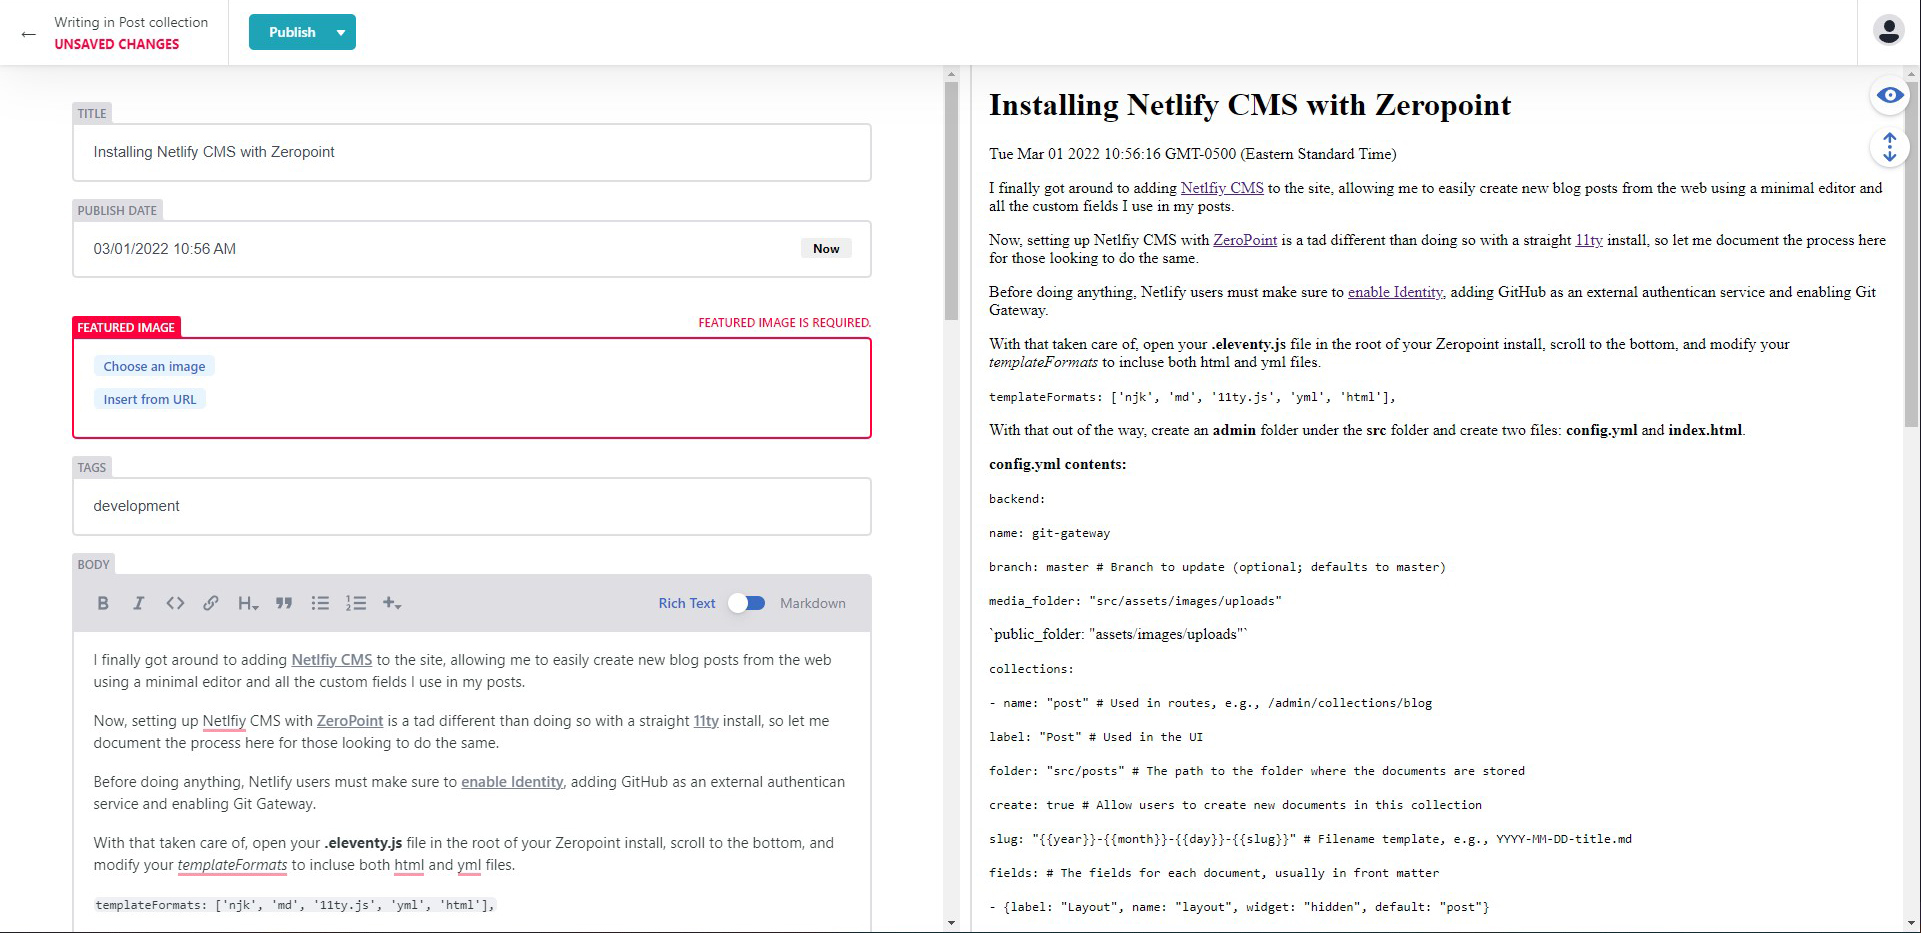 Writing in Post collection
UNSAVED CHANGES
Publish
TITLE
Installing Netlify CMS with Zeropoint
PUBLISH DATE
03/01/2022 10:56 AM
Now
FEATURED IMAGE
FEATURED IMAGE IS REQUIRED.
Choose an image
Insert from URL
TAGS
development
BODY
Rich Text
Markdown
I finally got around to adding Netlfiy CMS to the site, allowing me to easily create new blog posts from the web
using a minimal editor and all the custom fields I use in my posts.
Now, setting up Netlfiy CMS with ZeroPoint is a tad different than doing so with a straight 11ty install, so let me
document the process here for those looking to do the same.
Before doing anything, Netlify users must make sure to enable Identity, adding GitHub as an external authentican
service and enabling Git Gateway.
With that taken care of, open your .eleventy.js file in the root of your Zeropoint install, scroll to the bottom, and
modify your templateFormats to incluse both html and yml files.
templateFormats: ['njk', 'md', '11ty.js', 'yml', 'html'],
Installing Netlify CMS with Zeropoint
Tue Mar 01 2022 10:56:16 GMT-0500 (Eastern Standard Time)
I finally got around to adding Netlfiy CMS to the site, allowing me to easily create new blog posts from the web using a minimal editor and
all the custom fields I use in my posts.
Now, setting up Netlfiy CMS with ZeroPoint is a tad different than doing so with a straight 11ty install, so let me document the process here
for those looking to do the same.
Before doing anything, Netlify users must make sure to enable Identity, adding GitHub as an external authentican service and enabling Git
Gateway.
With that taken care of, open your .eleventy.js file in the root of your Zeropoint install, scroll to the bottom, and modify your
templateFormats to incluse both html and yml files.
templateFormats: ['njk', 'md', '11ty.js', 'yml', 'html'],
With that out of the way, create an admin folder under the src folder and create two files: config.yml and index.html.
config.yml contents:
backend:
name: git-gateway
branch: master # Branch to update (optional; defaults to master)
media_folder: "src/assets/images/uploads"
`public_folder: "assets/images/uploads"`
collections:
- name: "post" # Used in routes, e.g., /admin/collections/blog
label: "Post" # Used in the UI
folder: "src/posts" # The path to the folder where the documents are stored
create: true # Allow users to create new documents in this collection
slug: "{{year}}-{{month}}-{{day}}-{{slug}}" # Filename template, e.g., YYYY-MM-DD-title.md
fields: # The fields for each document, usually in front matter
- {label: "Layout", name: "layout", widget: "hidden", default: "post"}